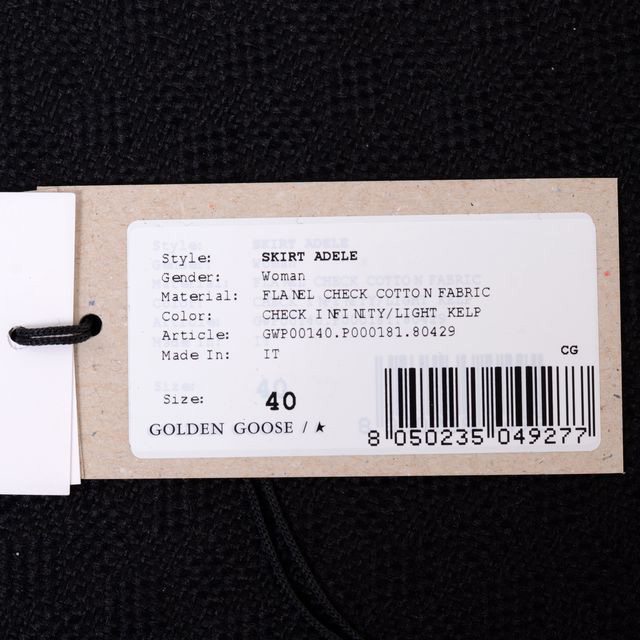 Style: SKIRT ADELE
Gender: Woman
Material: FLANEL CHECK COTTON FABRIC
Color: CHECK INFINITY/LIGHT KELP
Article: GWP00140.P000181.80429
Made In: IT
CG
Size: 40
GOLDEN GOOSE / ★
8 050235 049277